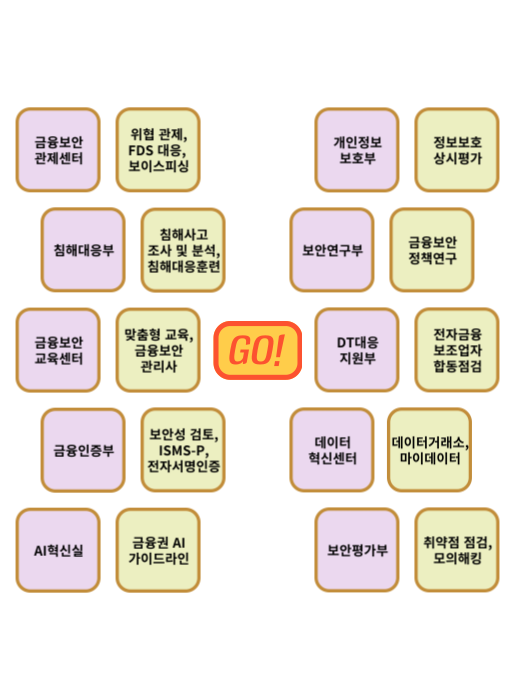 금융보안
관제센터
위협 관제,
FDS 대응,
보이스피싱
개인정보
보호부
정보보호
상시평가
침해대응부
침해사고
조사 및 분석,
침해대응훈련
보안연구부
금융보안
정책연구
금융보안
교육센터
맞춤형 교육,
금융보안
관리사
GO!
DT대응
지원부
전자금융
보조업자
합동점검
금융인증부
보안성 검토,
ISMS-P,
전자서명인증
데이터
혁신센터
데이터거래소,
마이데이터
AI혁신실
금융권 AI
가이드라인
보안평가부
취약점 점검,
모의해킹